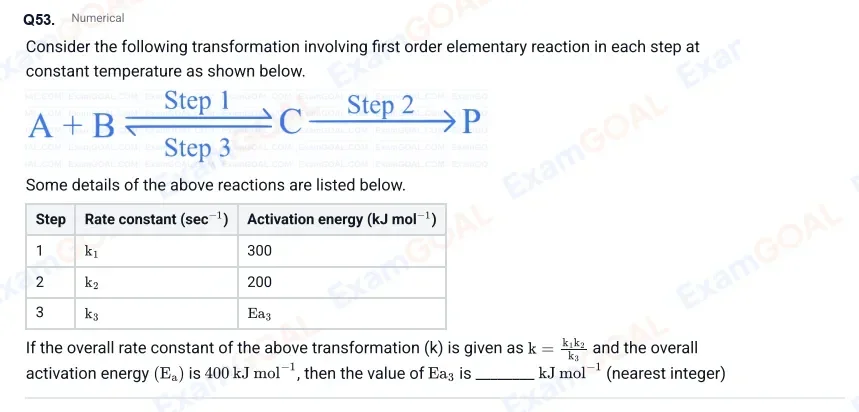 Q53. Numerical
Consider the following transformation involving first order elementary reaction in each step at
constant temperature as shown below.
Step 1
A + B ⇌ C → P
Step 2
Step 3
Some details of the above reactions are listed below.
Step Rate constant (sec⁻¹) Activation energy (kJ mol⁻¹)
1 k₁ 300
2 k₂ 200
3 k₃ Ea₃
If the overall rate constant of the above transformation (k) is given as k = k₁k₂/k₃ and the overall
activation energy (Eₐ) is 400 kJ mol⁻¹, then the value of Ea₃ is ________ kJ mol⁻¹ (nearest integer)
ExamGOAL